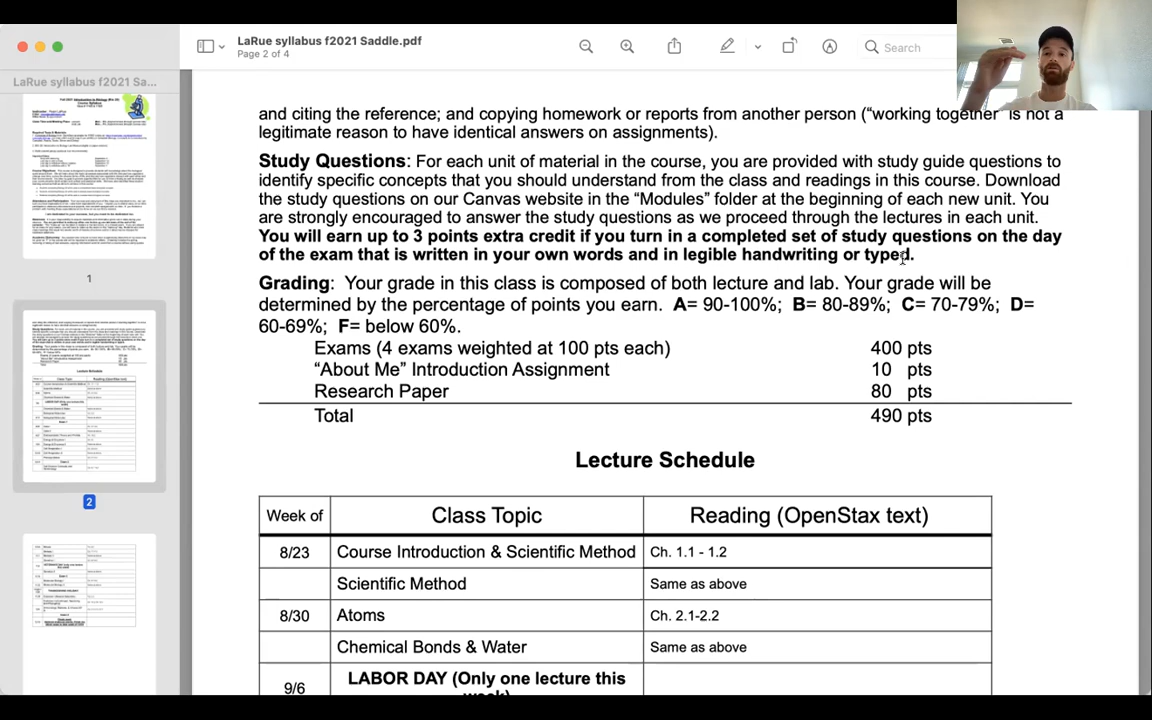 LaRue syllabus f2021 Saddle.pdf
Page 2 of 4
Search
LaRue syllabus f2021 Sa...
1
2
and citing the reference; and copying homework or reports from another person (“working together” is not a
legitimate reason to have identical answers on assignments).
Study Questions: For each unit of material in the course, you are provided with study guide questions to
identify specific concepts that you should understand from the class and readings in this course. Download
the study questions on our Canvas website in the “Modules” folder at the beginning of each new unit. You
are strongly encouraged to answer the study questions as we proceed through the lectures in each unit.
You will earn up to 3 points extra credit if you turn in a completed set of study questions on the day
of the exam that is written in your own words and in legible handwriting or typed.
Grading: Your grade in this class is composed of both lecture and lab. Your grade will be
determined by the percentage of points you earn. A= 90-100%; B= 80-89%; C= 70-79%; D=
60-69%; F= below 60%.
Exams (4 exams weighted at 100 pts each) 400 pts
“About Me” Introduction Assignment 10 pts
Research Paper 80 pts
Total 490 pts
Lecture Schedule
Week of Class Topic Reading (OpenStax text)
8/23 Course Introduction & Scientific Method Ch. 1.1 - 1.2
Scientific Method Same as above
8/30 Atoms Ch. 2.1-2.2
Chemical Bonds & Water Same as above
9/6 LABOR DAY (Only one lecture this
week)